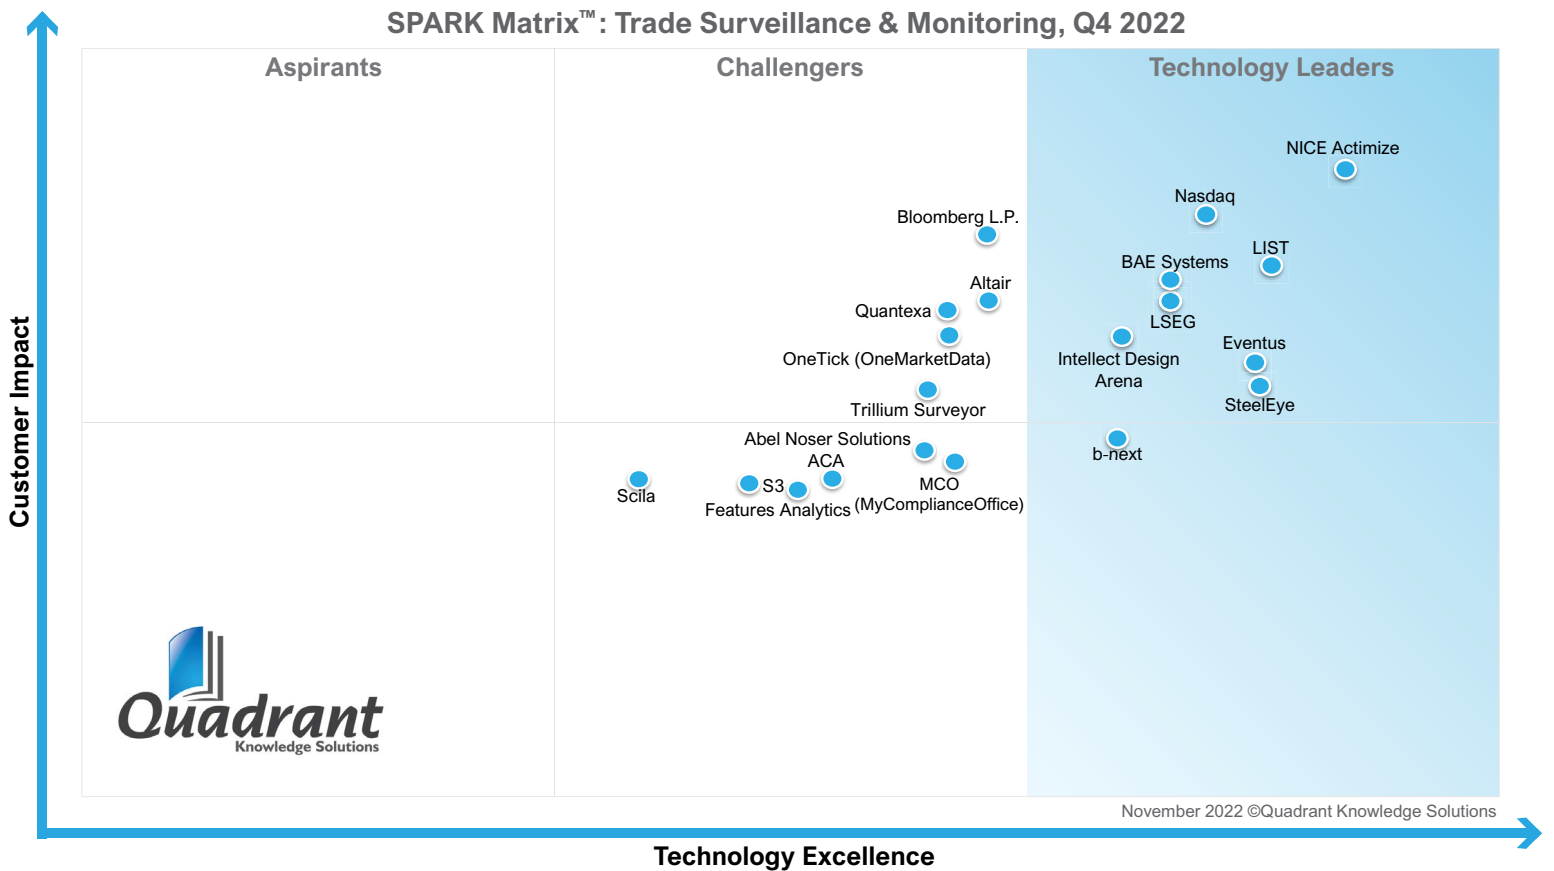 SPARK Matrix™: Trade Surveillance & Monitoring, Q4 2022
Aspirants
Challengers
Technology Leaders
NICE Actimize
Nasdaq
Bloomberg L.P.
LIST
BAE Systems
Altair
Quantexa
LSEG
Eventus
OneTick (OneMarketData)
Intellect Design
Arena
SteelEye
Trillium Surveyor
Abel Noser Solutions
b-next
ACA
S3
MCO
(MyComplianceOffice)
Scila
Features Analytics
Customer Impact
Quadrant
Knowledge Solutions
November 2022 ©Quadrant Knowledge Solutions
Technology Excellence